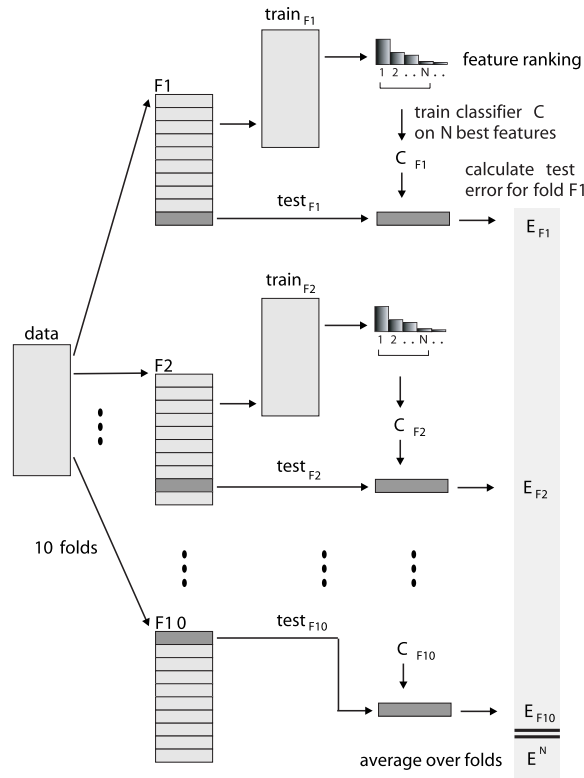 train F1
F1
1 2 . . N . .
feature ranking
train classifier C
on N best features
C F1
calculate test
error for fold F1
test F1
E F1
train F2
data
F2
1 2 . . N . .
C F2
test F2
E F2
10 folds
F1 0
test F10
C F10
E F10
average over folds
E N